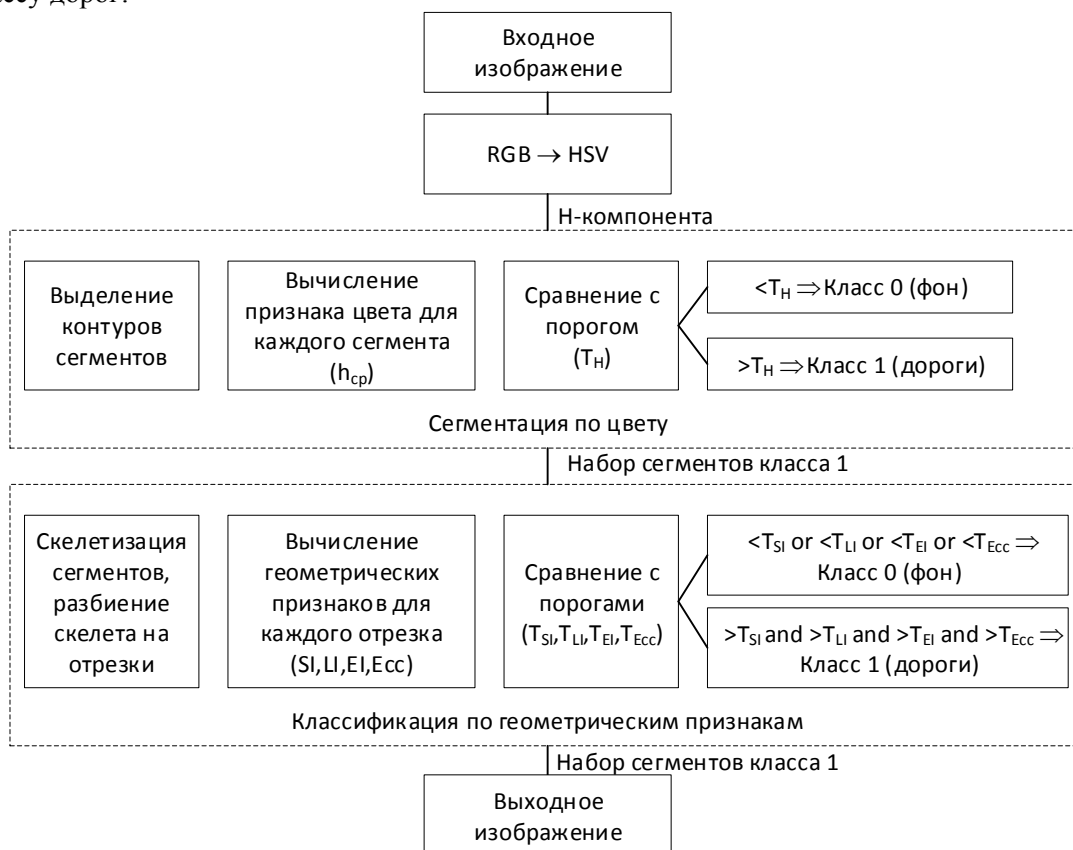 дорог.
Входное
изображение
RGB → HSV
H-компонента
Выделение
контуров
сегментов
Вычисление
признака цвета для
каждого сегмента
(hср)
Сравнение с
порогом
(TH)
<TH ⇒ Класс 0 (фон)
>TH ⇒ Класс 1 (дороги)
Сегментация по цвету
Набор сегментов класса 1
Скелетизация
сегментов,
разбиение
скелета на
отрезки
Вычисление
геометрических
признаков для
каждого отрезка
(SI,LI,EI,Ecc)
Сравнение с
порогами
(TSI,TLI,TEI,TEcc)
<TSI or <TLI or <TEI or <TEcc ⇒
Класс 0 (фон)
>TSI and >TLI and >TEI and >TEcc ⇒
Класс 1 (дороги)
Классификация по геометрическим признакам
Набор сегментов класса 1
Выходное
изображение